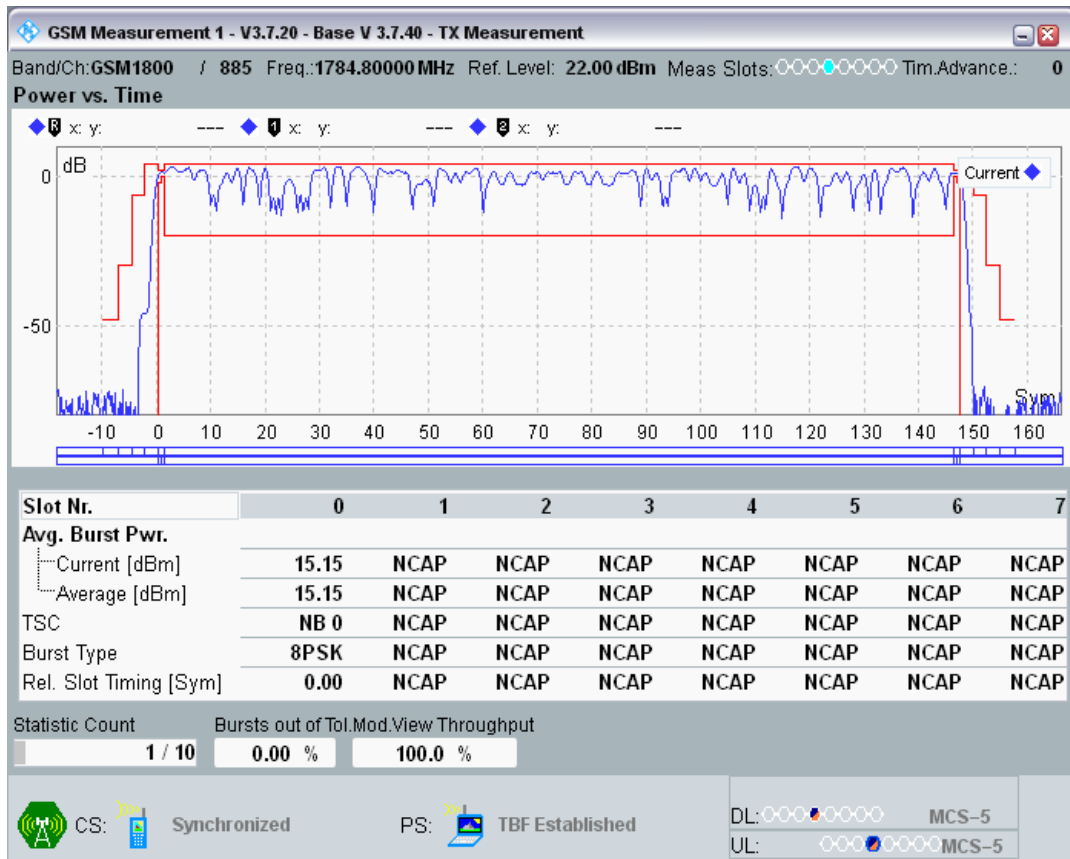 GSM Measurement 1 - V3.7.20 - Base V 3.7.40 - TX Measurement
Band/Ch:GSM1800 / 885 Freq.:1784.80000 MHz Ref. Level: 22.00 dBm Meas Slots: Tim.Advance.: 0
Power vs. Time
R x: y: --- 1 x: y: --- 2 x: y: ---
dB
0
Current
-50
Sym
-10 0 10 20 30 40 50 60 70 80 90 100 110 120 130 140 150 160
Slot Nr. 0 1 2 3 4 5 6 7
Avg. Burst Pwr.
Current [dBm] 15.15 NCAP NCAP NCAP NCAP NCAP NCAP NCAP
Average [dBm] 15.15 NCAP NCAP NCAP NCAP NCAP NCAP NCAP
TSC NB 0 NCAP NCAP NCAP NCAP NCAP NCAP NCAP
Burst Type 8PSK NCAP NCAP NCAP NCAP NCAP NCAP NCAP
Rel. Slot Timing [Sym] 0.00 NCAP NCAP NCAP NCAP NCAP NCAP NCAP
Statistic Count Bursts out of Tol.Mod.View Throughput
1 / 10 0.00 % 100.0 %
CS: Synchronized PS: TBF Established DL: MCS-5
UL: MCS-5